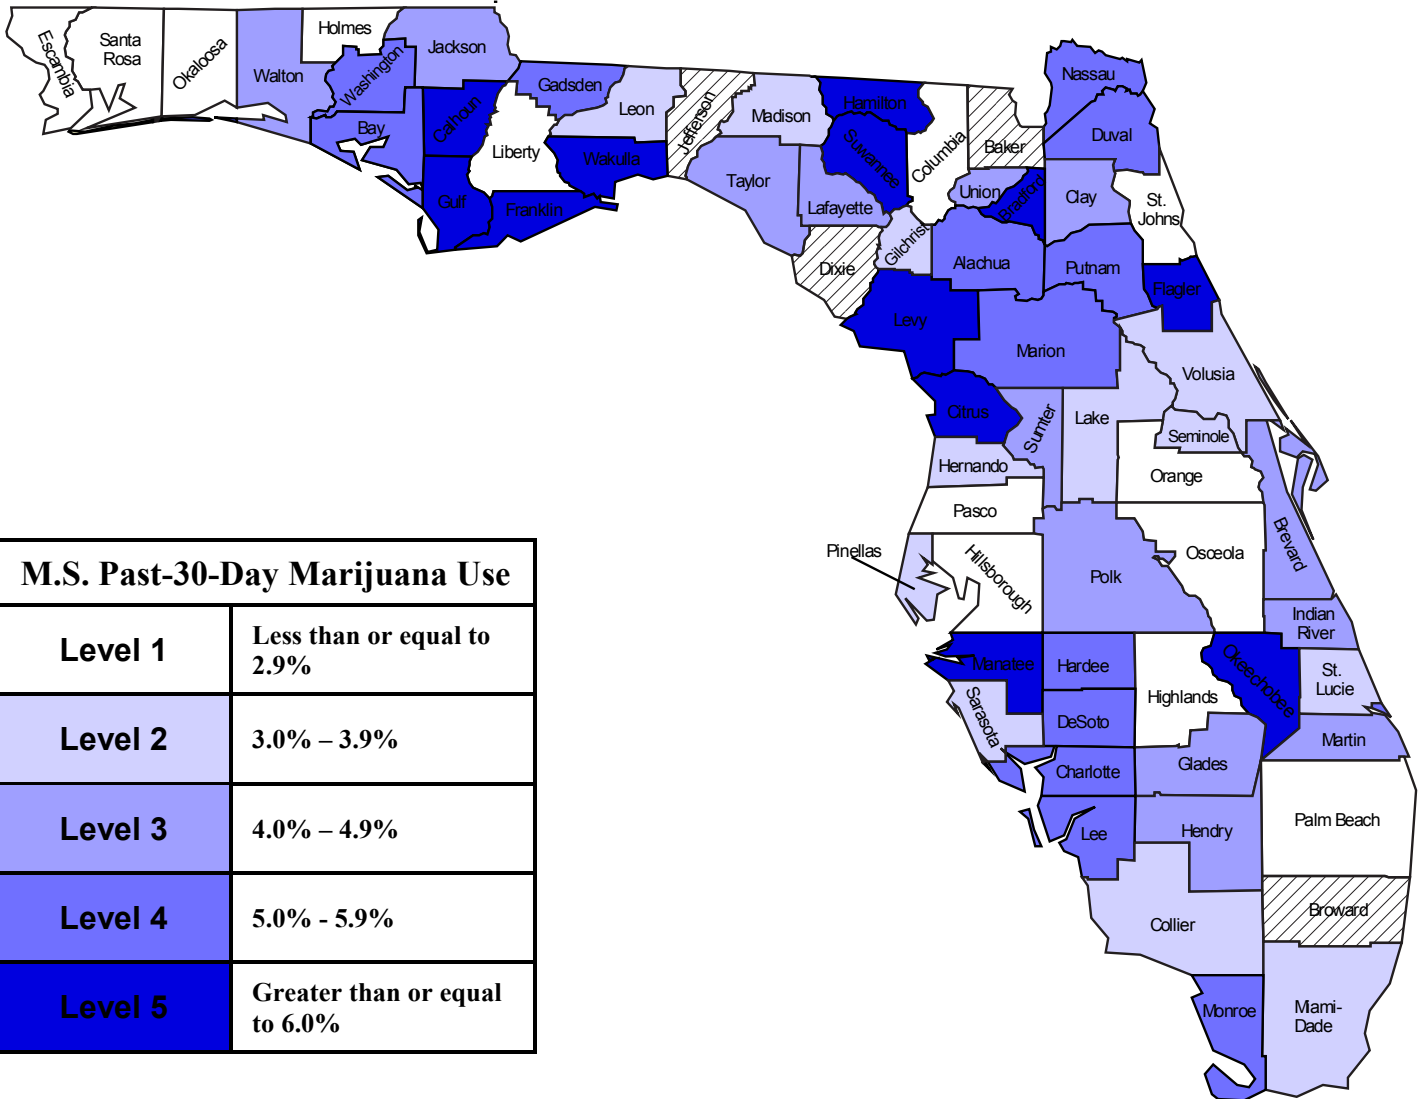 Holmes
Jackson
Escambia
Santa
Rosa
Okaloosa
Walton
Washington
Gadsden
Calhoun
Bay
Leon
Jefferson
Madison
Hamilton
Liberty
Wakulla
Gulf
Franklin
Taylor
Lafayette
Suwannee
Columbia
Baker
Nassau
Duval
Union
Bradford
Clay
St.
Johns
Dixie
Gilchrist
Alachua
Putnam
Flagler
Levy
Marion
Volusia
Citrus
Sumter
Lake
Seminole
Hernando
Orange
Pasco
Pinellas
Hillsborough
Polk
Osceola
Brevard
Indian
River
Manatee
Hardee
Highlands
Okeechobee
St.
Lucie
Sarasota
DeSoto
Martin
Charlotte
Glades
Lee
Hendry
Palm Beach
Collier
Broward
Monroe
Miami-
Dade
M.S. Past-30-Day Marijuana Use
Level 1
Less than or equal to
2.9%
Level 2
3.0% – 3.9%
Level 3
4.0% – 4.9%
Level 4
5.0% - 5.9%
Level 5
Greater than or equal
to 6.0%